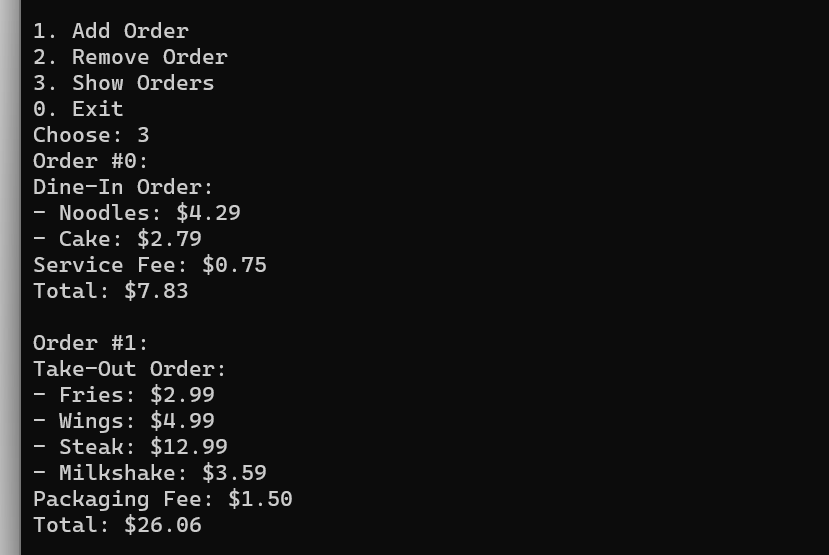 1. Add Order
2. Remove Order
3. Show Orders
0. Exit
Choose: 3
Order #0:
Dine-In Order:
- Noodles: $4.29
- Cake: $2.79
Service Fee: $0.75
Total: $7.83
Order #1:
Take-Out Order:
- Fries: $2.99
- Wings: $4.99
- Steak: $12.99
- Milkshake: $3.59
Packaging Fee: $1.50
Total: $26.06